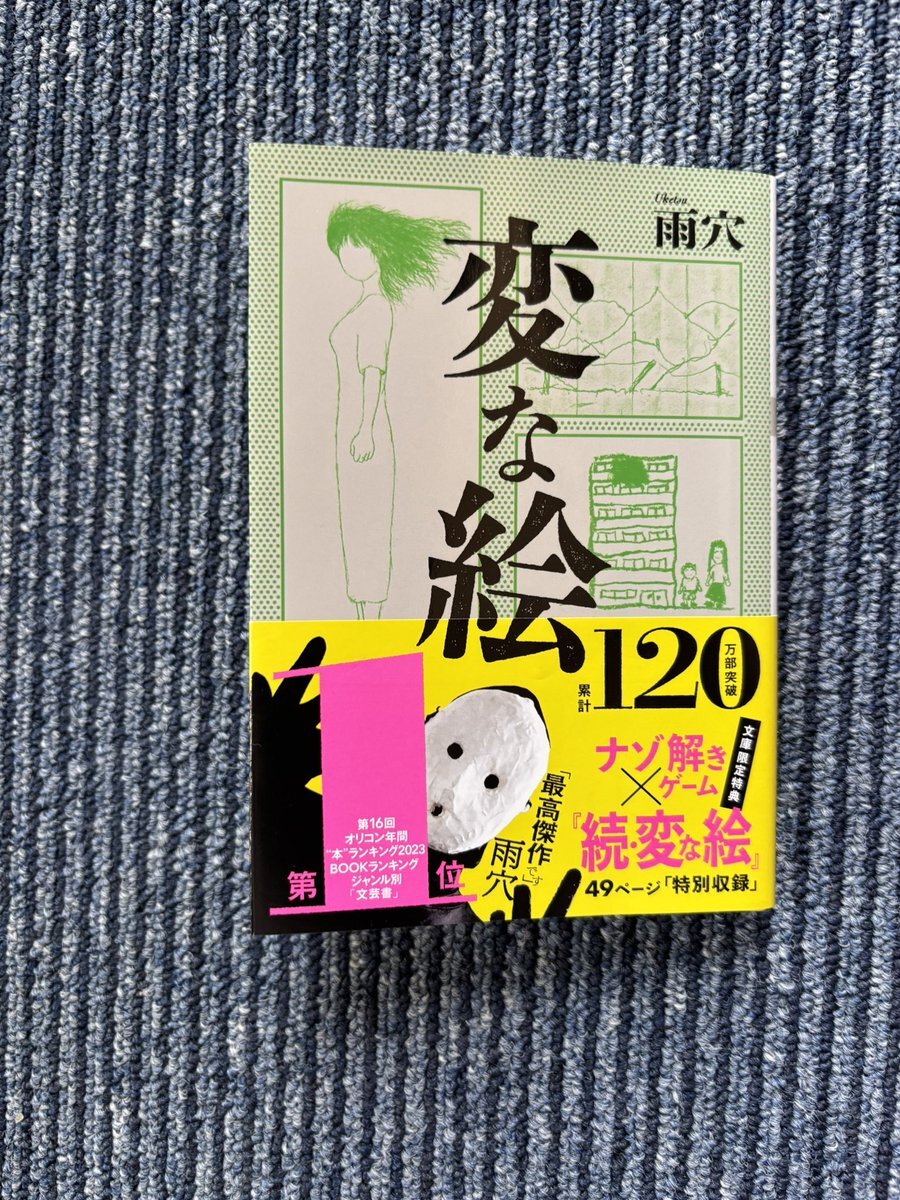 Uketsu
雨穴
変な絵
累計120万部突破
文庫限定特典
ナゾ解き
×ゲーム
『続・変な絵』
49ページ「特別収録」
「最高傑作です」
雨穴
第1位
第16回
オリコン年間
“本”ランキング2023
BOOKランキング
ジャンル別
「文芸書」